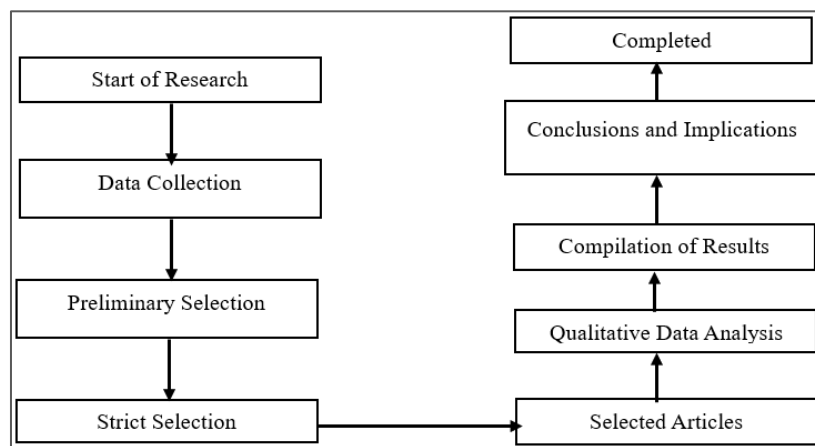 Start of Research
Data Collection
Preliminary Selection
Strict Selection
Selected Articles
Qualitative Data Analysis
Compilation of Results
Conclusions and Implications
Completed